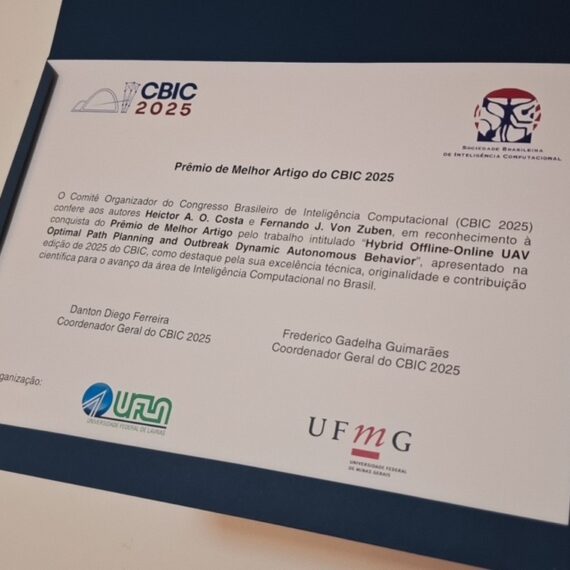 CBIC
2025
SOCIEDADE BRASILEIRA
DE INTELIGÊNCIA COMPUTACIONAL
Prêmio de Melhor Artigo do CBIC 2025
O Comitê Organizador do Congresso Brasileiro de Inteligência Computacional (CBIC 2025)
confere aos autores Heictor A. O. Costa e Fernando J. Von Zuben, em reconhecimento à
conquista do Prêmio de Melhor Artigo pelo trabalho intitulado “Hybrid Offline-Online UAV
Optimal Path Planning and Outbreak Dynamic Autonomous Behavior”, apresentado na
edição de 2025 do CBIC, como destaque pela sua excelência técnica, originalidade e contribuição
científica para o avanço da área de Inteligência Computacional no Brasil.
Danton Diego Ferreira
Coordenador Geral do CBIC 2025
Frederico Gadelha Guimarães
Coordenador Geral do CBIC 2025
ganização:
UFLA
UNIVERSIDADE FEDERAL DE LAVRAS
UFmG
UNIVERSIDADE FEDERAL
DE MINAS GERAIS